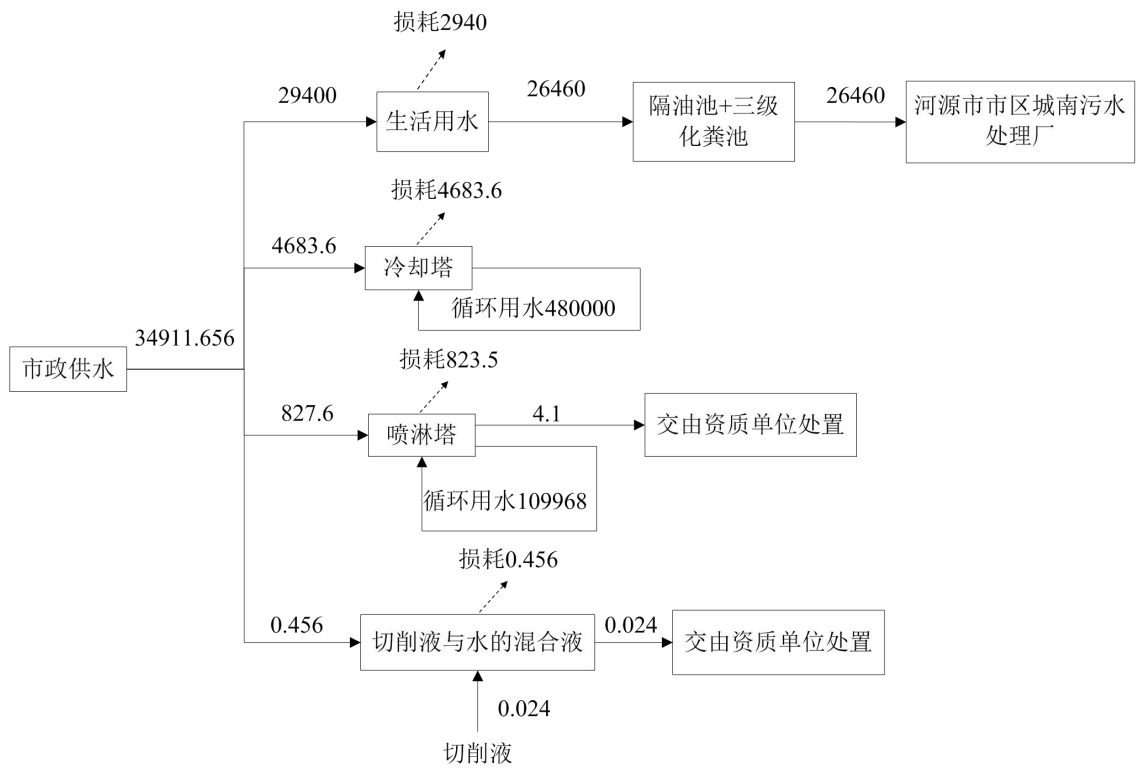 损耗2940
29400
生活用水
26460
隔油池+三级
化粪池
26460
河源市市区城南污水
处理厂
损耗4683.6
4683.6
冷却塔
循环用水480000
34911.656
市政供水
损耗823.5
827.6
喷淋塔
4.1
交由资质单位处置
循环用水109968
损耗0.456
0.456
切削液与水的混合液
0.024
交由资质单位处置
0.024
切削液